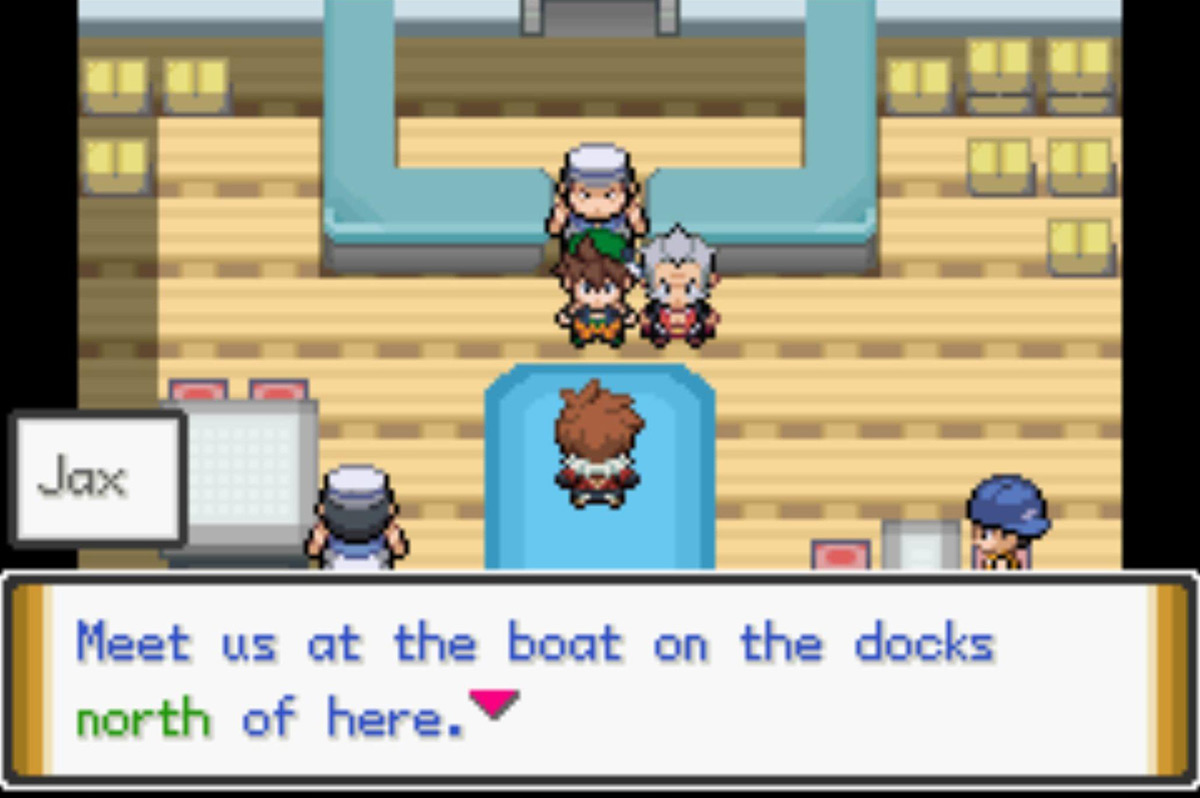 Jax
Meet us at the boat on the docks
north of here.